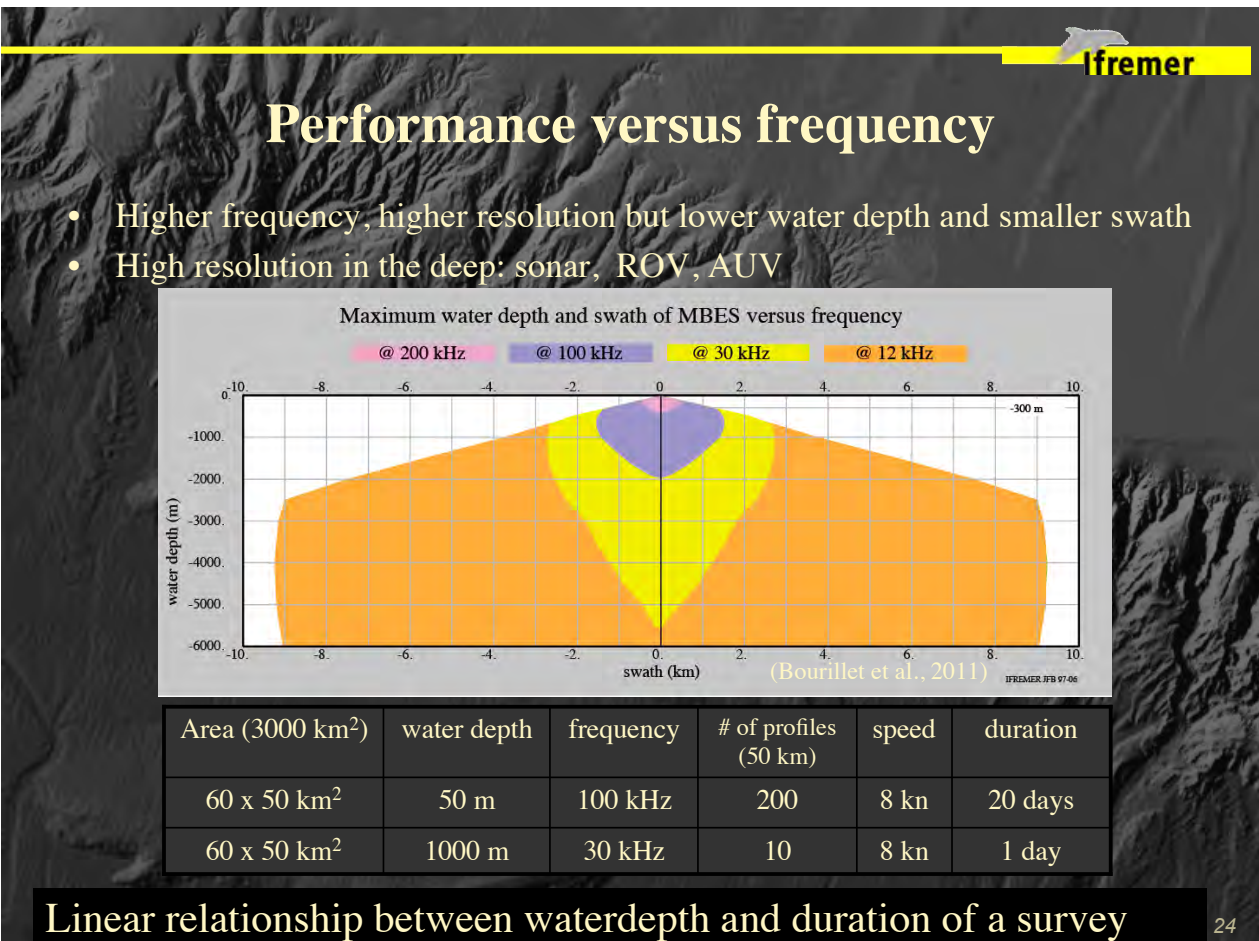 Ifremer
Performance versus frequency
• Higher frequency, higher resolution but lower water depth and smaller swath
• High resolution in the deep: sonar, ROV, AUV
Maximum water depth and swath of MBES versus frequency
@ 200 kHz @ 100 kHz @ 30 kHz @ 12 kHz
-10. -8. -6. -4. -2. 0. 2. 4. 6. 8. 10.
0.
-300 m
-1000.
-2000.
-3000.
-4000.
-5000.
-6000.
water depth (m)
-10. -8. -6. -4. -2. 0. 2. 4. 6. 8. 10.
swath (km)
(Bourillet et al., 2011)
IFREMER JFB 97-06
Area (3000 km²) water depth frequency # of profiles (50 km) speed duration
60 x 50 km² 50 m 100 kHz 200 8 kn 20 days
60 x 50 km² 1000 m 30 kHz 10 8 kn 1 day
Linear relationship between waterdepth and duration of a survey
24